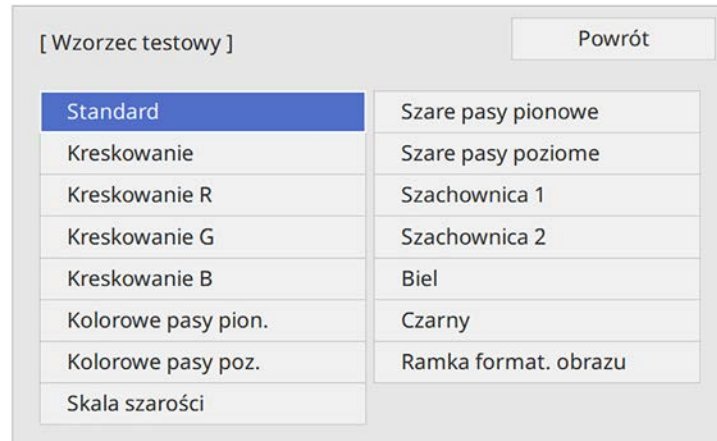 [ Wzorzec testowy ]
Powrót
Standard
Kreskowanie
Kreskowanie R
Kreskowanie G
Kreskowanie B
Kolorowe pasy pion.
Kolorowe pasy poz.
Skala szarości
Szare pasy pionowe
Szare pasy poziome
Szachownica 1
Szachownica 2
Biel
Czarny
Ramka format. obrazu